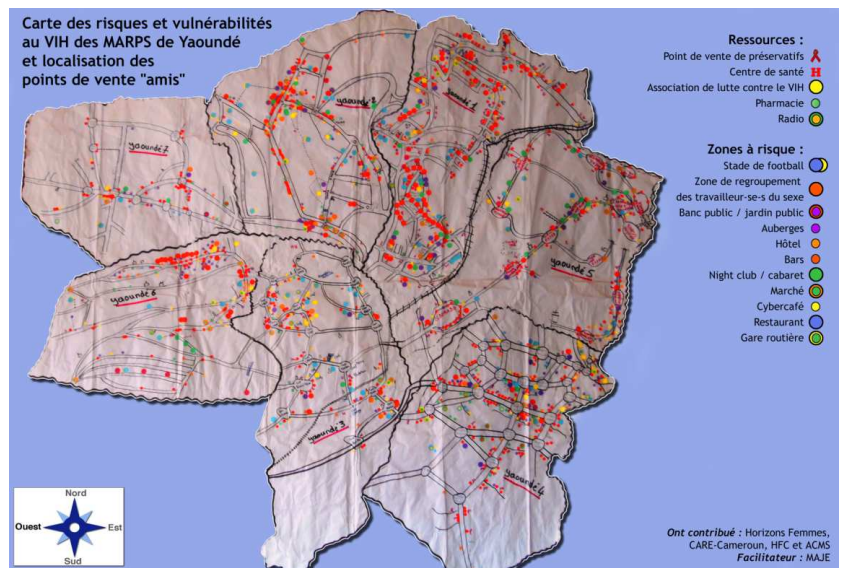 Carte des risques et vulnérabilités
au VIH des MARPS de Yaoundé
et localisation des
points de vente "amis"
Ressources :
Point de vente de préservatifs
Centre de santé H
Association de lutte contre le VIH
Pharmacie
Radio
Zones à risque :
Stade de football
Zone de regroupement
des travailleur-se-s du sexe
Banc public / jardin public
Auberges
Hôtel
Bars
Night club / cabaret
Marché
Cybercafé
Restaurant
Gare routière
yaoundé 8
yaoundé 1
yaoundé 7
yaoundé 5
yaoundé 6
yaoundé 3
yaoundé 4
Nord
Ouest
Est
Sud
Ont contribué : Horizons Femmes,
CARE-Cameroun, HFC et ACMS
Facilitateur : MAJE